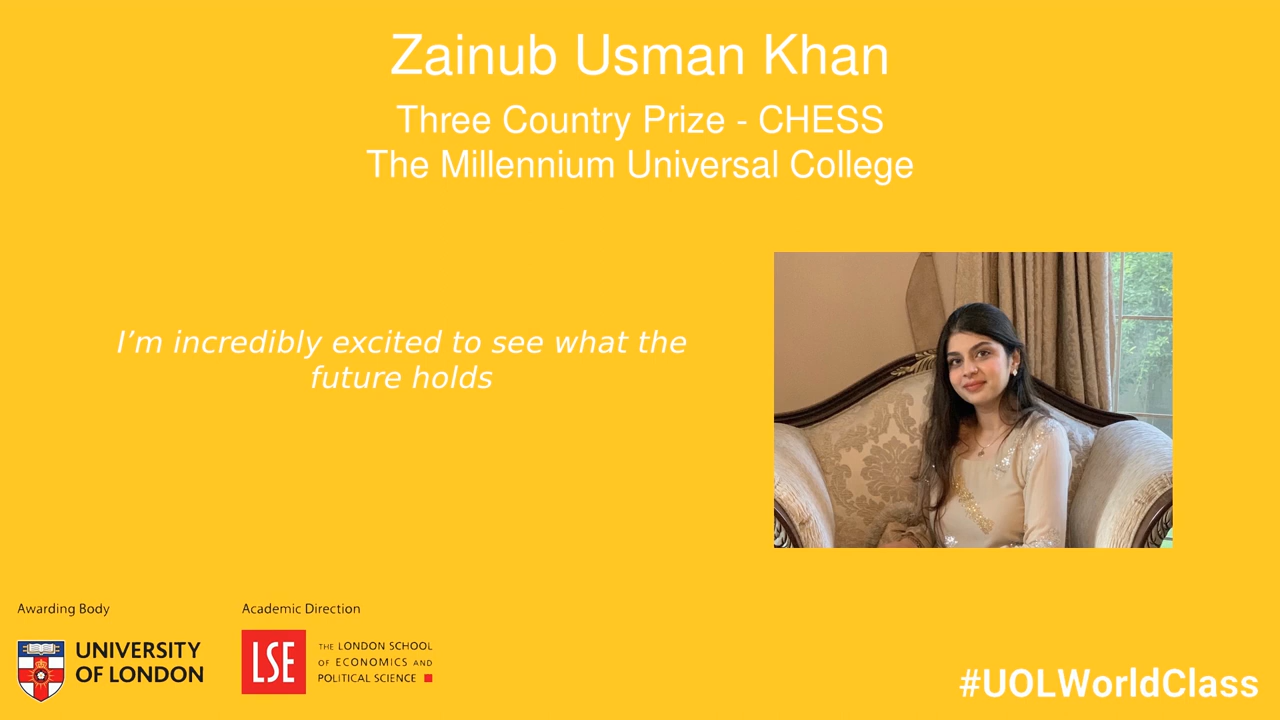 Zainub Usman Khan
Three Country Prize - CHESS
The Millennium Universal College
I’m incredibly excited to see what the
future holds
Awarding Body
UNIVERSITY
OF LONDON
Academic Direction
LSE
THE LONDON SCHOOL
OF ECONOMICS AND
POLITICAL SCIENCE
#UOLWorldClass